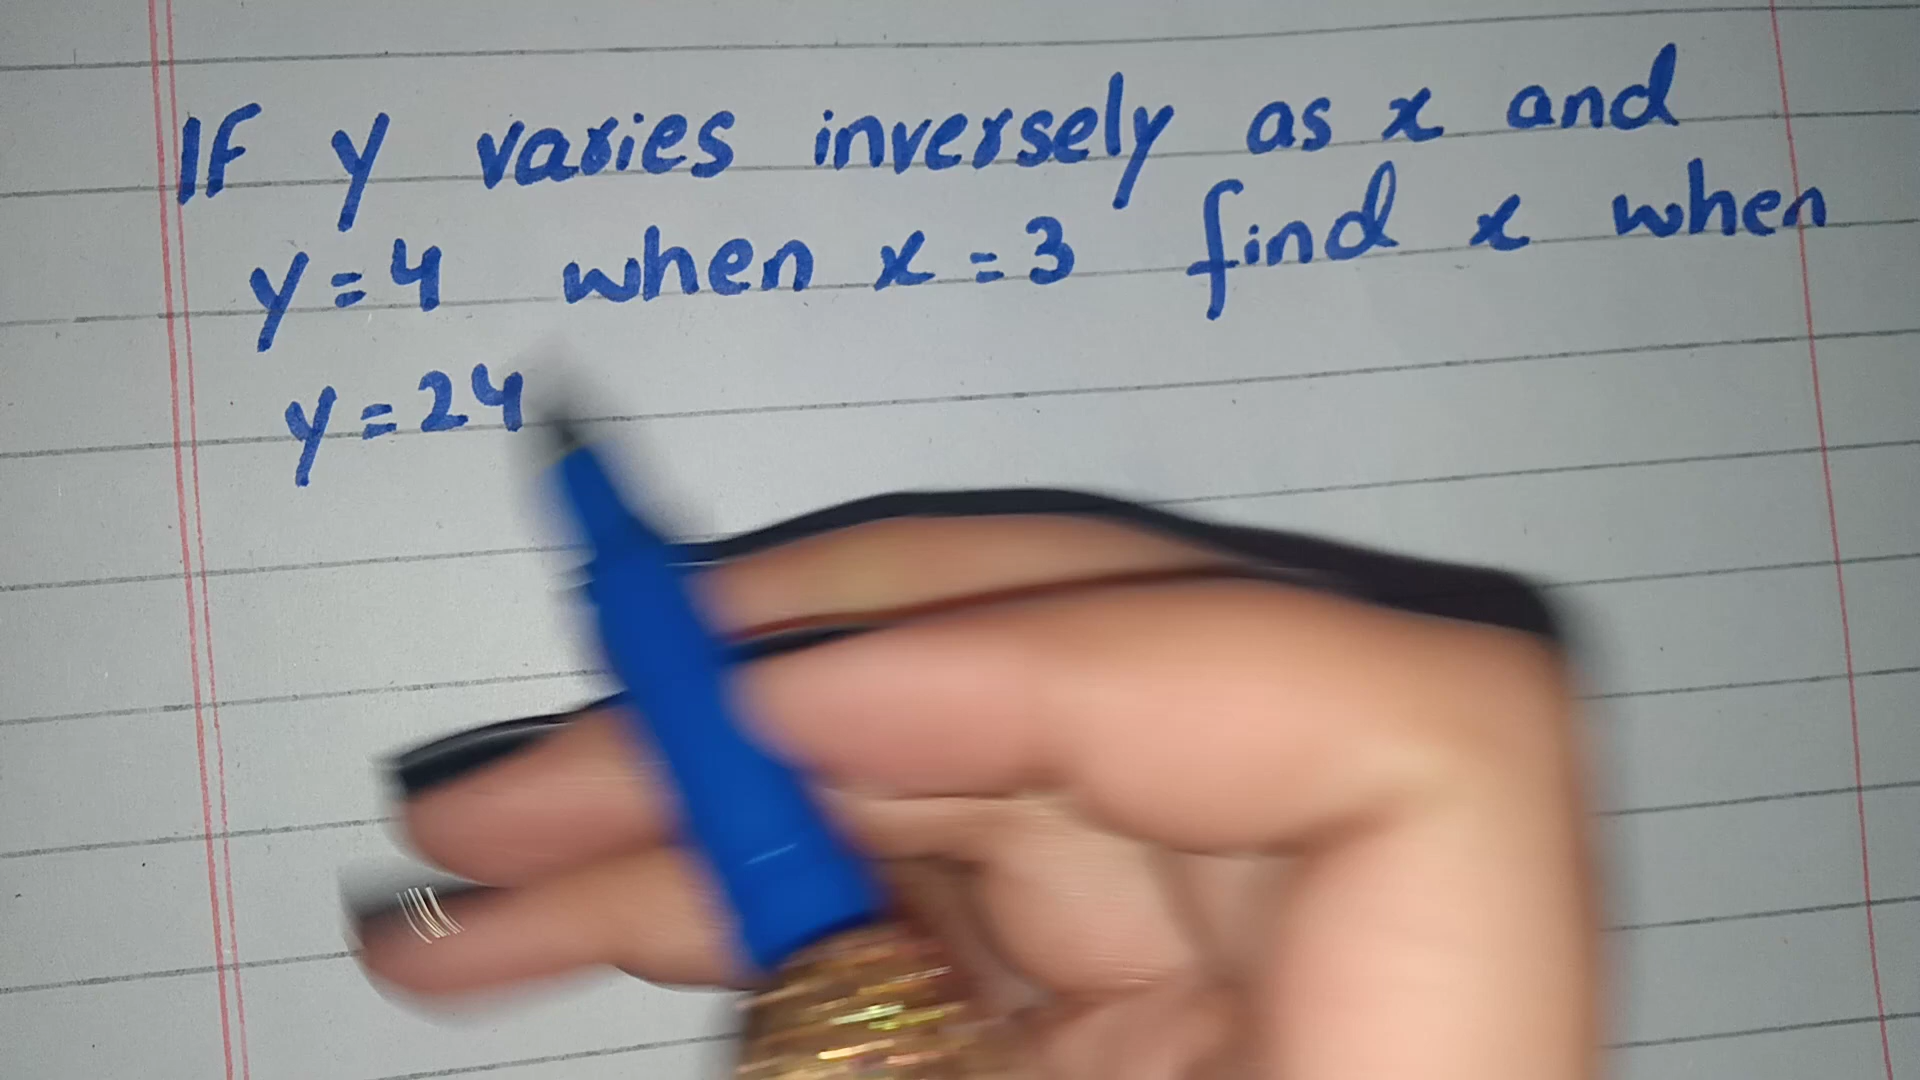 If y varies inversely as x and
y=4 when x=3 find x when
y=24